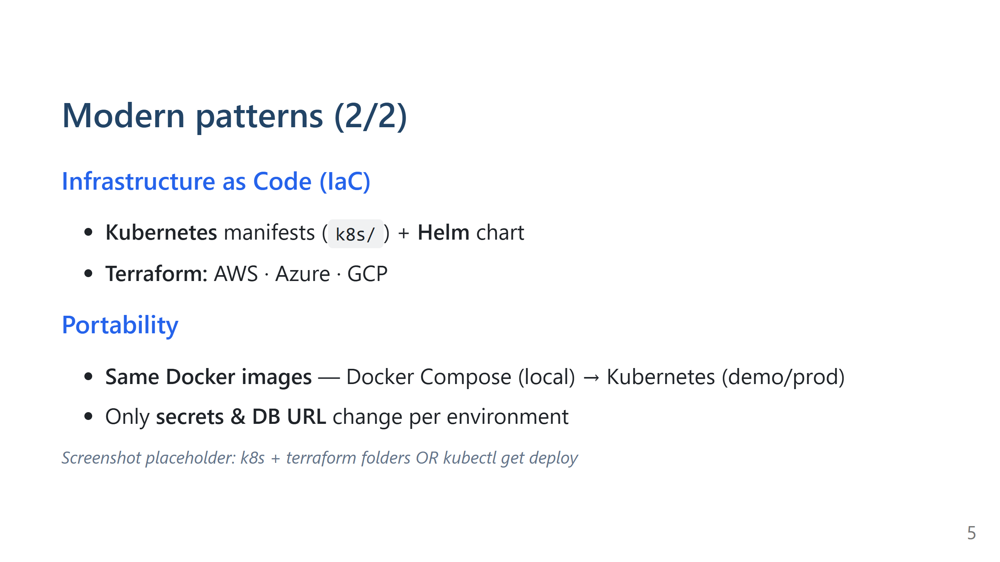 Modern patterns (2/2)
Infrastructure as Code (IaC)
• Kubernetes manifests (k8s/) + Helm chart
• Terraform: AWS · Azure · GCP
Portability
• Same Docker images — Docker Compose (local) → Kubernetes (demo/prod)
• Only secrets & DB URL change per environment
Screenshot placeholder: k8s + terraform folders OR kubectl get deploy
5